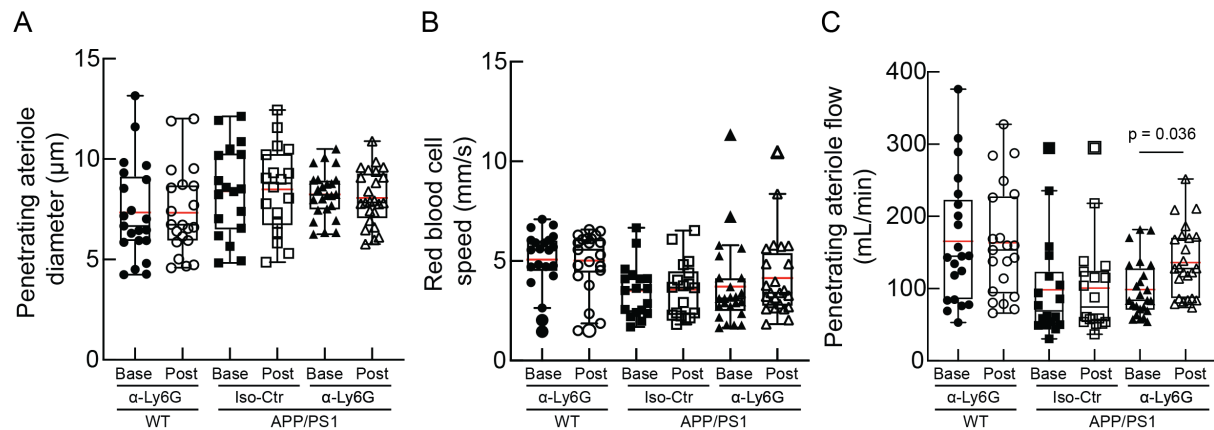 A
Penetrating ateriole
diameter (µm)
15
10
5
0
Base Post Base Post Base Post
α-Ly6G Iso-Ctr α-Ly6G
WT APP/PS1
B
Red blood cell
speed (mm/s)
15
10
5
0
Base Post Base Post Base Post
α-Ly6G Iso-Ctr α-Ly6G
WT APP/PS1
C
Penetrating ateriole flow
(mL/min)
400
300
200
100
0
p = 0.036
Base Post Base Post Base Post
α-Ly6G Iso-Ctr α-Ly6G
WT APP/PS1